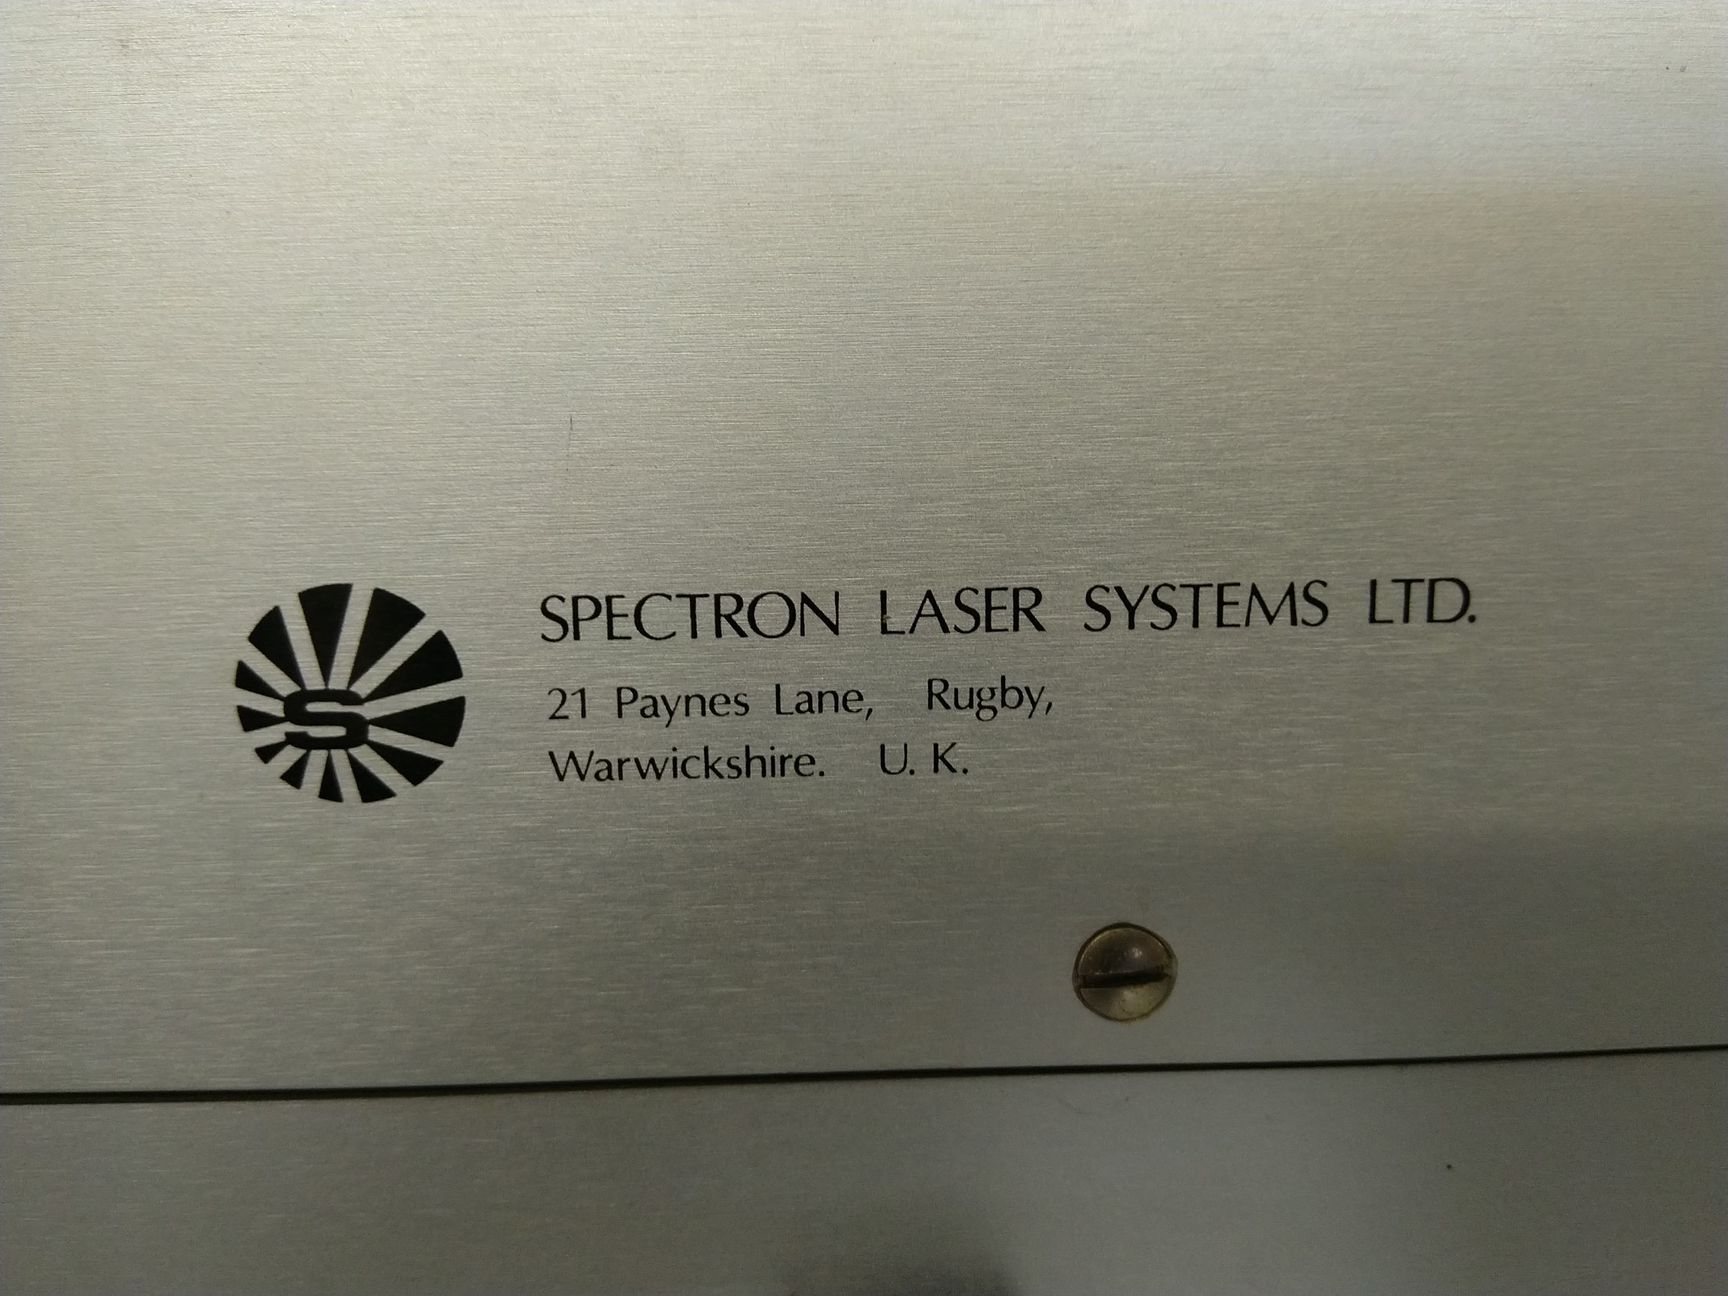 S
SPECTRON LASER SYSTEMS LTD.
21 Paynes Lane, Rugby,
Warwickshire. U. K.